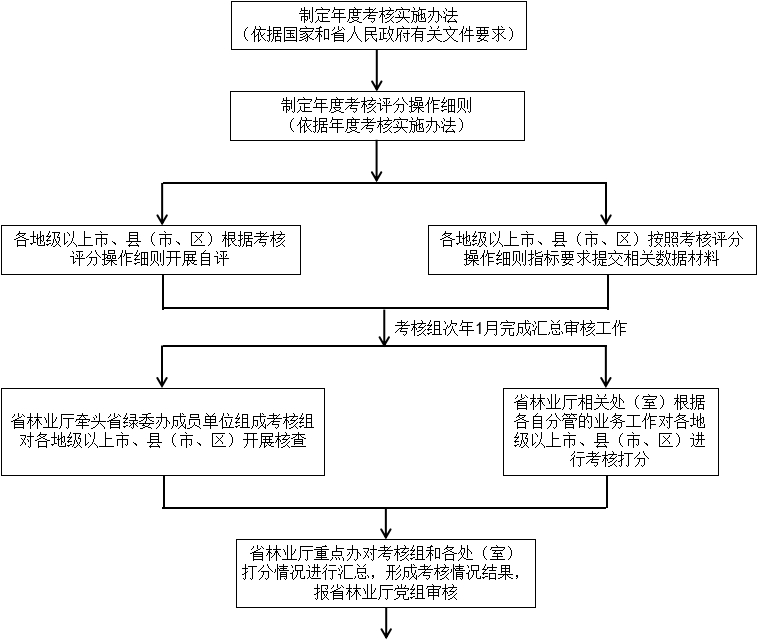 制定年度考核实施办法
（依据国家和省人民政府有关文件要求）
制定年度考核评分操作细则
（依据年度考核实施办法）
各地级以上市、县（市、区）根据考核
评分操作细则开展自评
各地级以上市、县（市、区）按照考核评分
操作细则指标要求提交相关数据材料
考核组次年1月完成汇总审核工作
省林业厅牵头省绿委办成员单位组成考核组
对各地级以上市、县（市、区）开展核查
省林业厅相关处（室）根据
各自分管的业务工作对各地
级以上市、县（市、区）进
行考核打分
省林业厅重点办对考核组和各处（室）
打分情况进行汇总，形成考核情况结果，
报省林业厅党组审核